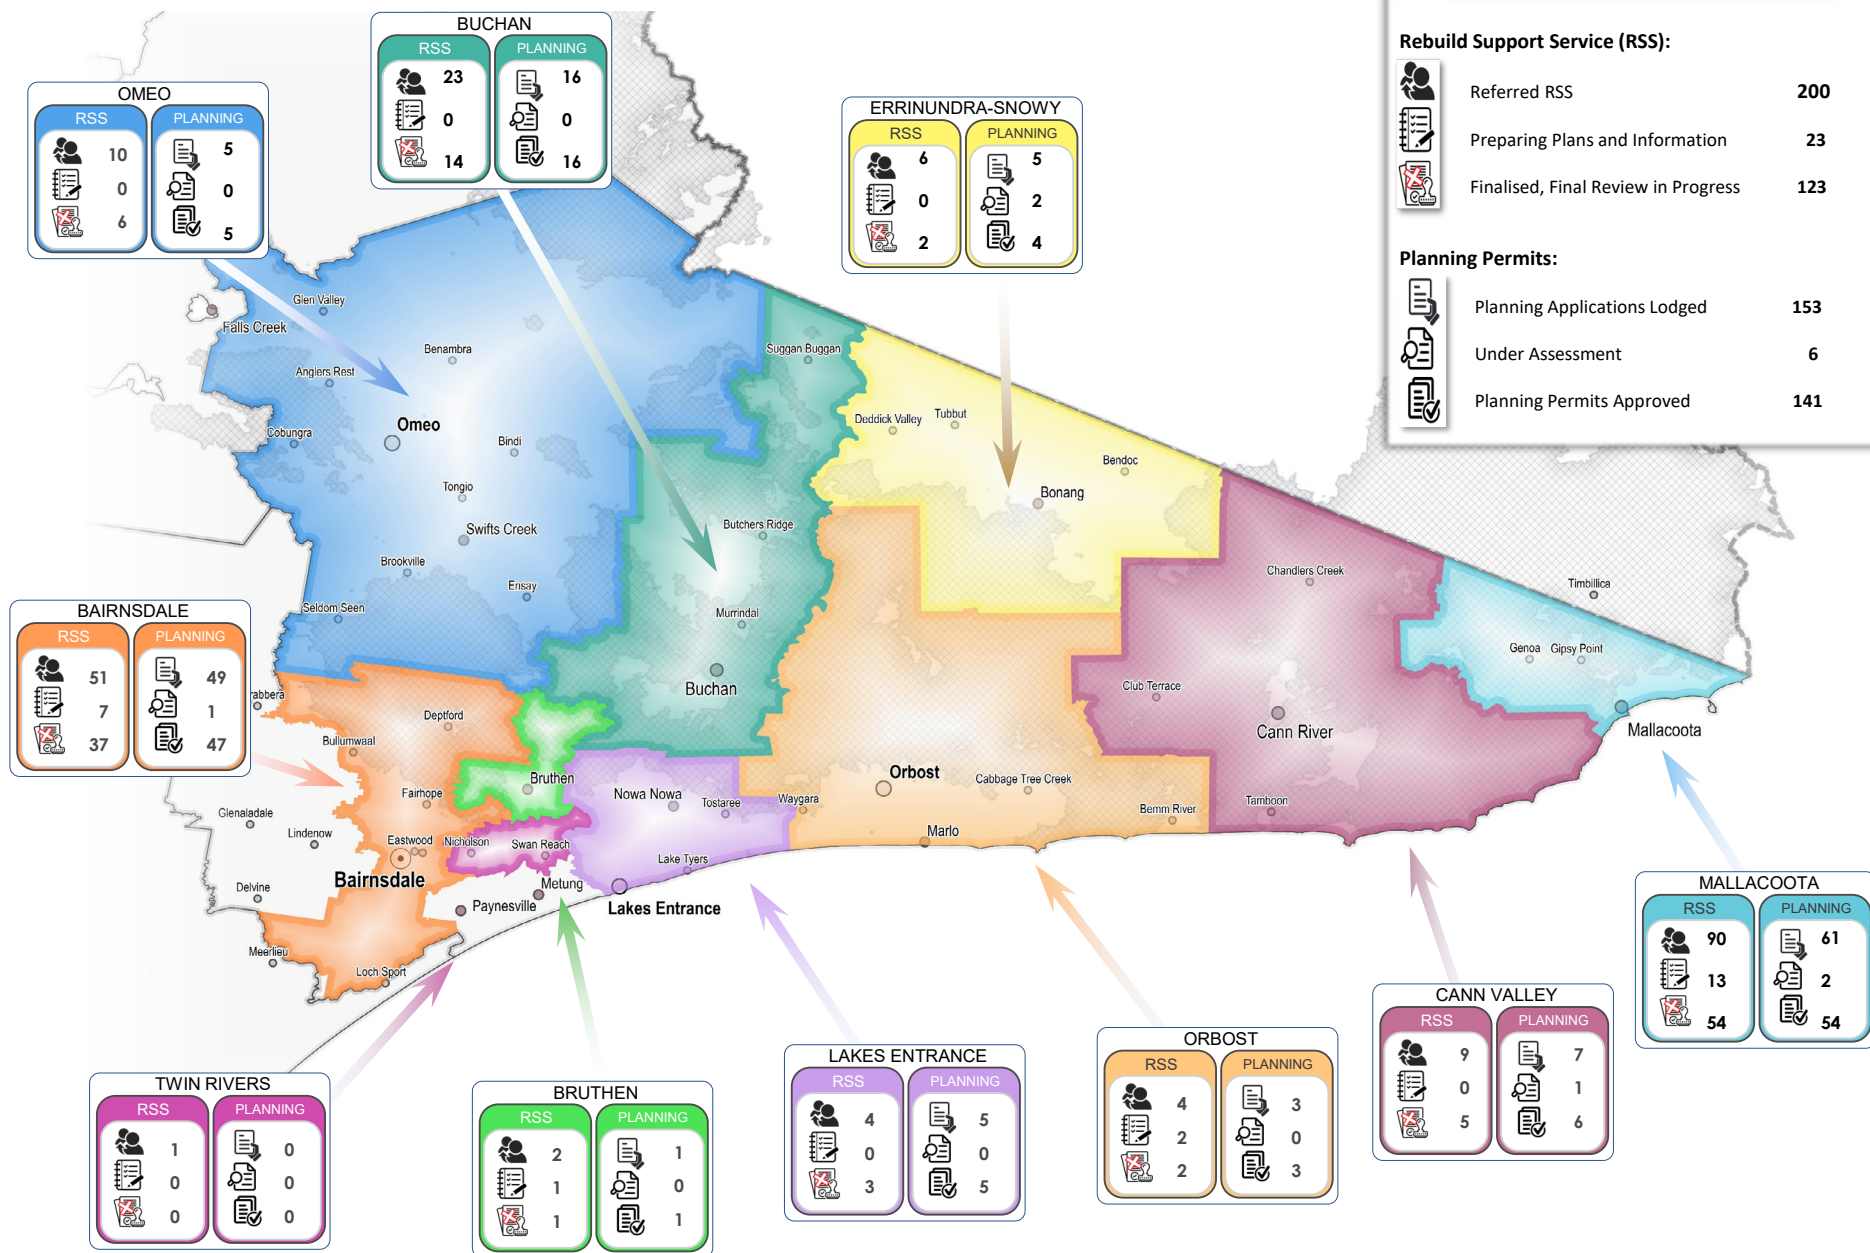 BUCHAN
RSS PLANNING
23 16
0 0
14 16
OMEO
RSS PLANNING
10 5
0 0
6 5
ERRINUNDRA-SNOWY
RSS PLANNING
6 5
0 2
2 4
Rebuild Support Service (RSS):
Referred RSS 200
Preparing Plans and Information 23
Finalised, Final Review in Progress 123
Planning Permits:
Planning Applications Lodged 153
Under Assessment 6
Planning Permits Approved 141
Glen Valley
Falls Creek
Benambra
Suggan Buggan
Anglers Rest
Deddick Valley
Tubbut
Omeo
Cobungra
Bindi
Bendoc
Tongio
Bonang
Swifts Creek
Butchers Ridge
Brookville
Ensay
Chandlers Creek
Timbillica
Seldom Seen
Murrindal
Genoa
Gipsy Point
Buchan
Club Terrace
Cann River
Mallacoota
BAIRNSDALE
RSS PLANNING
51 49
7 1
37 47
rabbera
Deptford
Bullumwaal
Bruthen
Orbost
Cabbage Tree Creek
Fairhope
Nowa Nowa
Tostaree
Waygara
Bemm River
Tamboon
Glenaladale
Lindenow
Eastwood
Nicholson
Swan Reach
Marlo
Lake Tyers
Bairnsdale
Delvine
Metung
Paynesville
Lakes Entrance
Meerlieu
Loch Sport
MALLACOOTA
RSS PLANNING
90 61
13 2
54 54
CANN VALLEY
RSS PLANNING
9 7
0 1
5 6
ORBOST
RSS PLANNING
4 3
2 0
2 3
LAKES ENTRANCE
RSS PLANNING
4 5
0 0
3 5
TWIN RIVERS
RSS PLANNING
1 0
0 0
0 0
BRUTHEN
RSS PLANNING
2 1
1 0
1 1